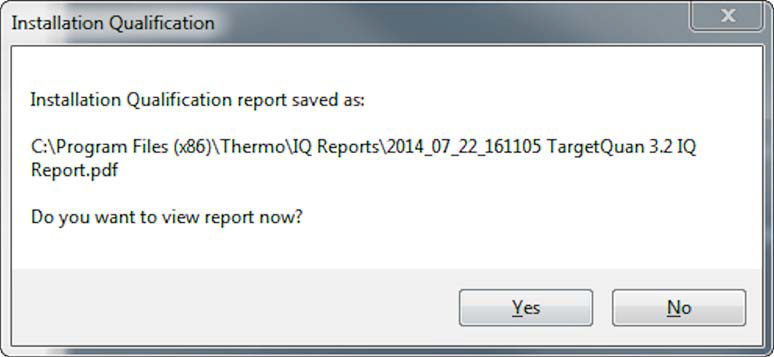 Installation Qualification
Installation Qualification report saved as:
C:\Program Files (x86)\Thermo\IQ Reports\2014_07_22_161105 TargetQuan 3.2 IQ
Report.pdf
Do you want to view report now?
Yes No